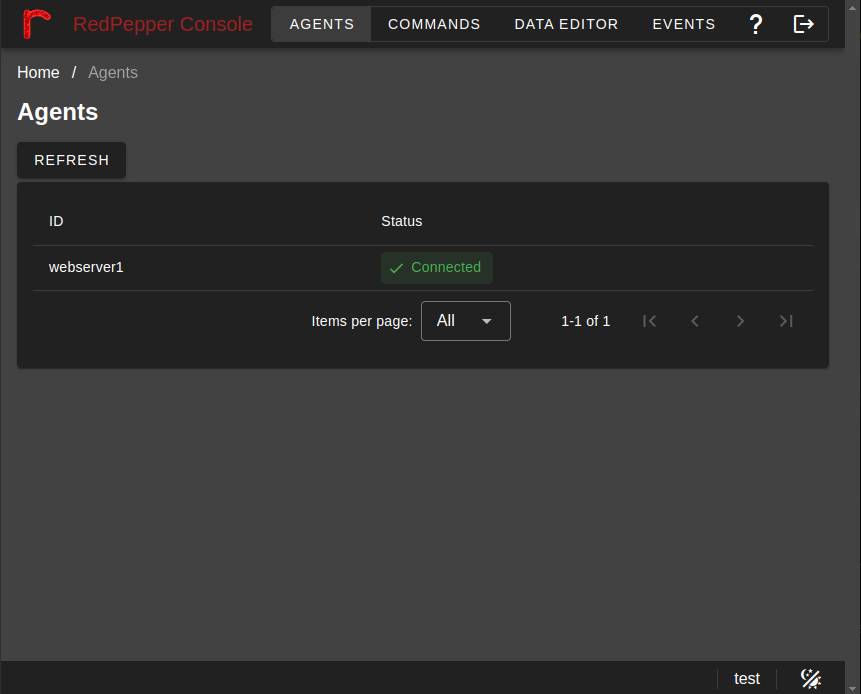 RedPepper Console AGENTS COMMANDS DATA EDITOR EVENTS ?
Home / Agents
Agents
REFRESH
ID Status
webserver1 Connected
Items per page: All 1-1 of 1
test